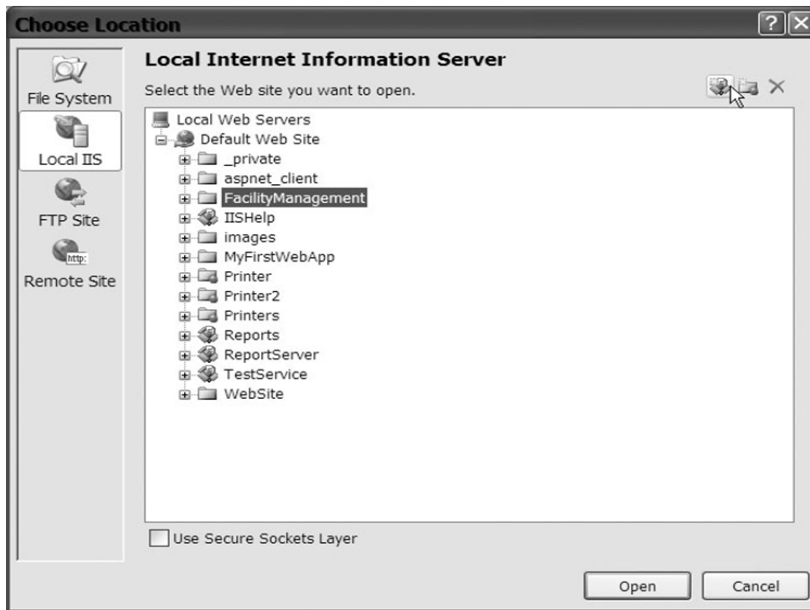 Choose Location
File System
Local IIS
FTP Site
http:
Remote Site
Local Internet Information Server
Select the Web site you want to open.
Local Web Servers
Default Web Site
_private
aspnet_client
FacilityManagement
IISHelp
images
MyFirstWebApp
Printer
Printer2
Printers
Reports
ReportServer
TestService
WebSite
Use Secure Sockets Layer
Open
Cancel